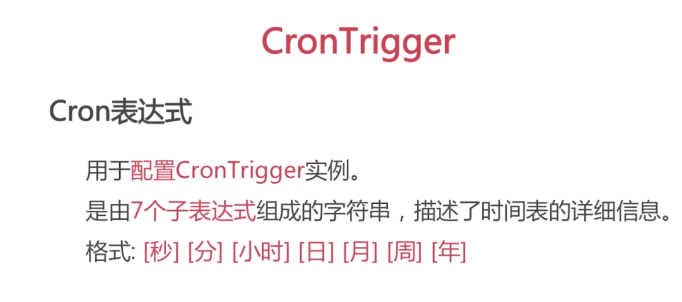 CronTrigger
Cron表达式
用于配置CronTrigger实例。
是由7个子表达式组成的字符串，描述了时间表的详细信息。
格式: [秒] [分] [小时] [日] [月] [周] [年]